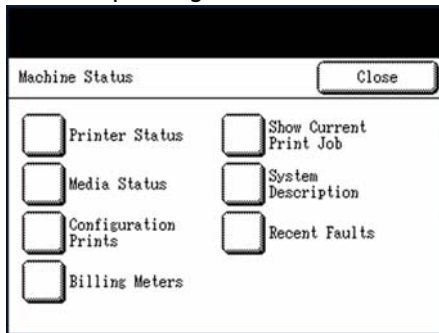 Machine Status
Close
Printer Status
Media Status
Configuration
Prints
Billing Meters
Show Current
Print Job
System
Description
Recent Faults